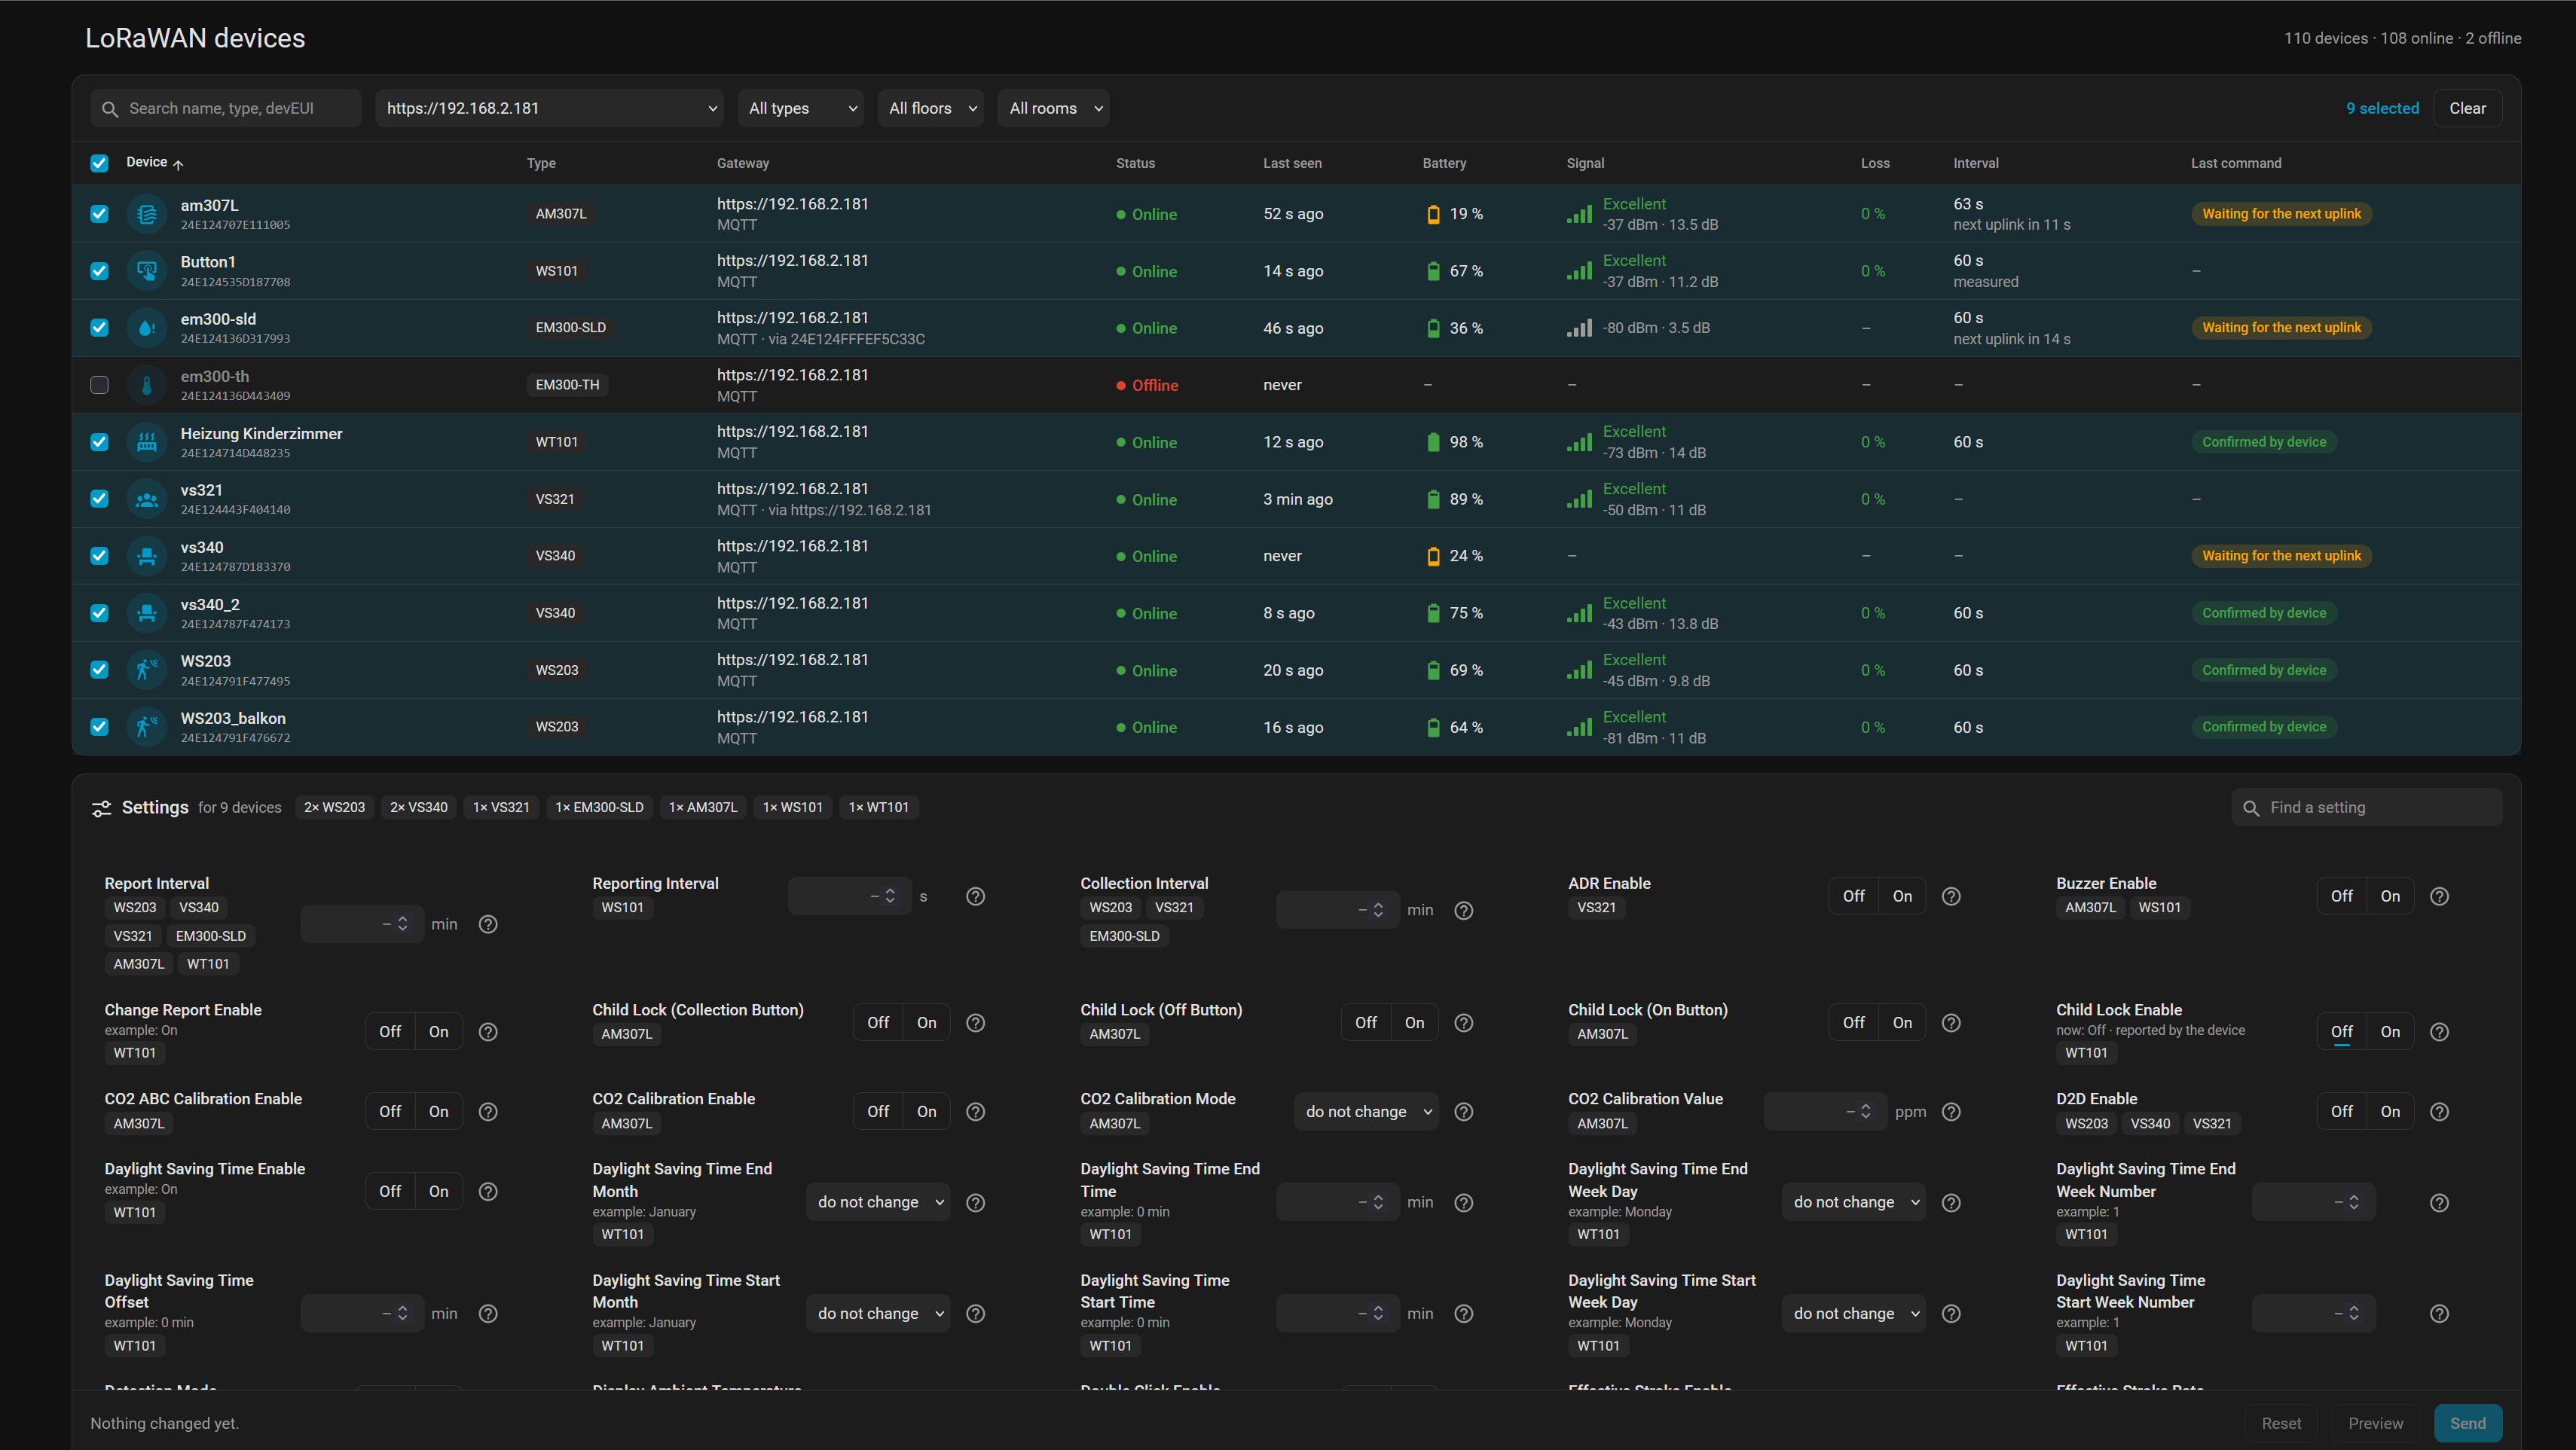 LoRaWAN devices
110 devices · 108 online · 2 offline
Search name, type, devEUI
https://192.168.2.181
All types
All floors
All rooms
9 selected
Clear
Device Type Gateway Status Last seen Battery Signal Loss Interval Last command
am307L AM307L https://192.168.2.181 Online 52 s ago 19 % Excellent 0 % 63 s Waiting for the next uplink
24E124707E111005 MQTT -37 dBm · 13.5 dB next uplink in 11 s
Button1 WS101 https://192.168.2.181 Online 14 s ago 67 % Excellent 0 % 60 s –
24E124535D187708 MQTT -37 dBm · 11.2 dB measured
em300-sld EM300-SLD https://192.168.2.181 Online 46 s ago 36 % -80 dBm · 3.5 dB – 60 s Waiting for the next uplink
24E124136D317993 MQTT · via 24E124FFFEF5C33C next uplink in 14 s
em300-th EM300-TH https://192.168.2.181 Offline never – – – – –
24E124136D443409 MQTT
Heizung Kinderzimmer WT101 https://192.168.2.181 Online 12 s ago 98 % Excellent 0 % 60 s Confirmed by device
24E124714D448235 MQTT -73 dBm · 14 dB
vs321 VS321 https://192.168.2.181 Online 3 min ago 89 % Excellent 0 % – –
24E124443F404140 MQTT · via https://192.168.2.181 -50 dBm · 11 dB
vs340 VS340 https://192.168.2.181 Online never 24 % – – – Waiting for the next uplink
24E124787D183370 MQTT
vs340_2 VS340 https://192.168.2.181 Online 8 s ago 75 % Excellent 0 % 60 s Confirmed by device
24E124787F474173 MQTT -43 dBm · 13.8 dB
WS203 WS203 https://192.168.2.181 Online 20 s ago 69 % Excellent 0 % 60 s Confirmed by device
24E124791F477495 MQTT -45 dBm · 9.8 dB
WS203_balkon WS203 https://192.168.2.181 Online 16 s ago 64 % Excellent 0 % 60 s Confirmed by device
24E124791F476672 MQTT -81 dBm · 11 dB
Settings for 9 devices 2× WS203 2× VS340 1× VS321 1× EM300-SLD 1× AM307L 1× WS101 1× WT101
Find a setting
Report Interval
WS203 VS340
VS321 EM300-SLD
AM307L WT101
– min
Reporting Interval
WS101
– s
Collection Interval
WS203 VS321
EM300-SLD
– min
ADR Enable
VS321
Off On
Buzzer Enable
AM307L WS101
Off On
Change Report Enable
example: On
WT101
Off On
Child Lock (Collection Button)
AM307L
Off On
Child Lock (Off Button)
AM307L
Off On
Child Lock (On Button)
AM307L
Off On
Child Lock Enable
now: Off · reported by the device
WT101
Off On
CO2 ABC Calibration Enable
AM307L
Off On
CO2 Calibration Enable
AM307L
Off On
CO2 Calibration Mode
AM307L
do not change
CO2 Calibration Value
AM307L
– ppm
D2D Enable
WS203 VS340 VS321
Off On
Daylight Saving Time Enable
example: On
WT101
Off On
Daylight Saving Time End
Month
example: January
WT101
do not change
Daylight Saving Time End
Time
example: 0 min
WT101
– min
Daylight Saving Time End
Week Day
example: Monday
WT101
do not change
Daylight Saving Time End
Week Number
example: 1
WT101
–
Daylight Saving Time
Offset
example: 0 min
WT101
– min
Daylight Saving Time Start
Month
example: January
WT101
do not change
Daylight Saving Time
Start Time
example: 0 min
WT101
– min
Daylight Saving Time Start
Week Day
example: Monday
WT101
do not change
Daylight Saving Time
Start Week Number
example: 1
WT101
–
Detection Mode
Display Ambient Temperature
Double Click Enable
Effective Stroke Enable
Effective Stroke Rate
Nothing changed yet.
Reset
Preview
Send